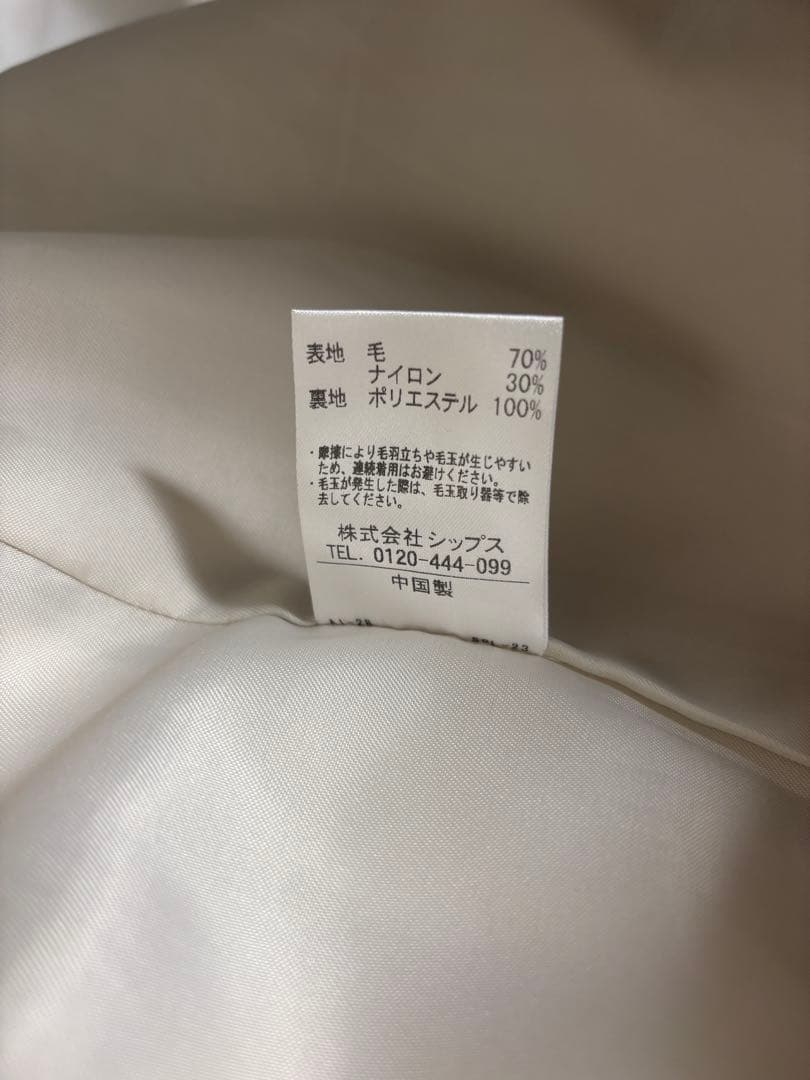 表地 毛 70%
ナイロン 30%
裏地 ポリエステル 100%
・摩擦により毛羽立ちや毛玉が生じやすい
ため、連続着用はお避けください。
・毛玉が発生した際は、毛玉取り器等で除
去してください。
株式会社 シップス
TEL. 0120-444-099
中国製